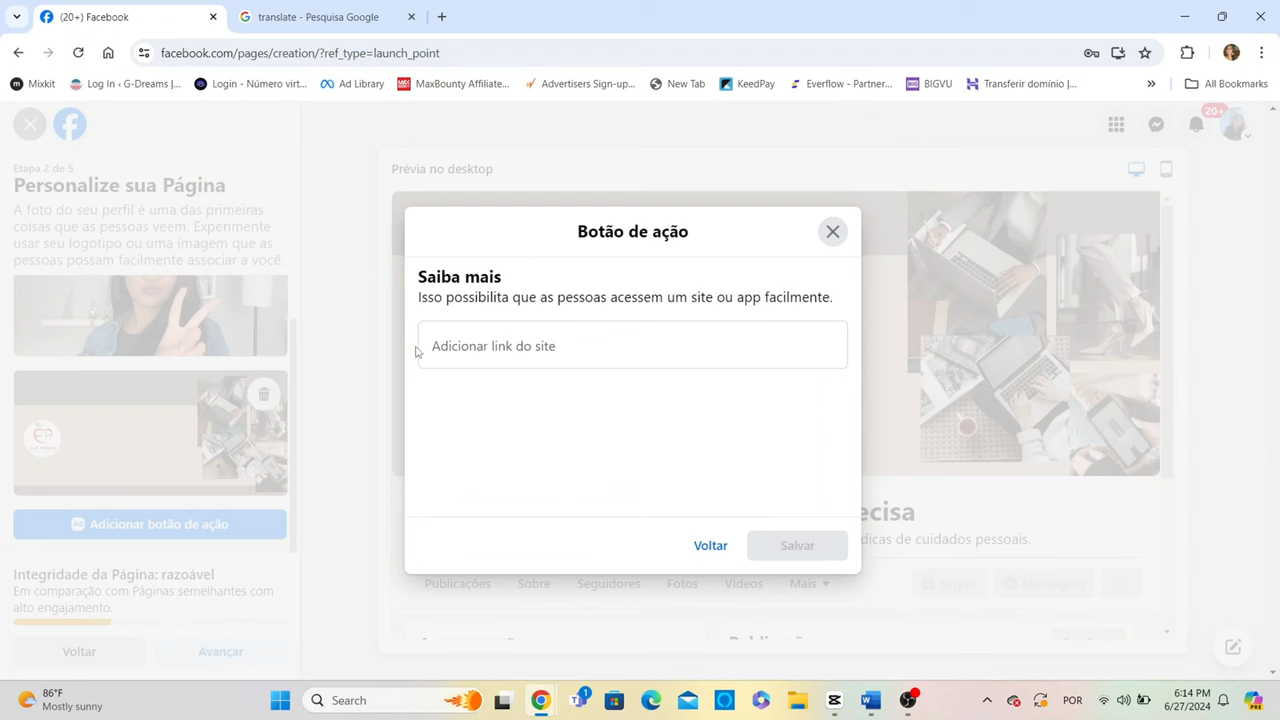 (20+) Facebook
translate - Pesquisa Google
facebook.com/pages/creation/?ref_type=launch_point
Mixkit
Log In ‹ G-Dreams |...
Login - Número virt...
Ad Library
MaxBounty Affiliate...
Advertisers Sign-up...
New Tab
KeedPay
Everflow - Partner...
BIGVU
Transferir domínio |...
»
All Bookmarks
20+
Etapa 2 de 5
Personalize sua Página
A foto do seu perfil é uma das primeiras
coisas que as pessoas veem. Experimente
usar seu logotipo ou uma imagem que as
pessoas possam facilmente associar a você.
Adicionar botão de ação
Integridade da Página: razoável
Em comparação com Páginas semelhantes com
alto engajamento.
Voltar
Avançar
Prévia no desktop
Botão de ação
Saiba mais
Isso possibilita que as pessoas acessem um site ou app facilmente.
Adicionar link do site
Voltar
Salvar
ecisa
dicas de cuidados pessoais.
Publicações
Sobre
Seguidores
Fotos
Vídeos
Mais
Seguir
Mensagem
86°F
Mostly sunny
Search
1
POR
6:14 PM
6/27/2024
PRE